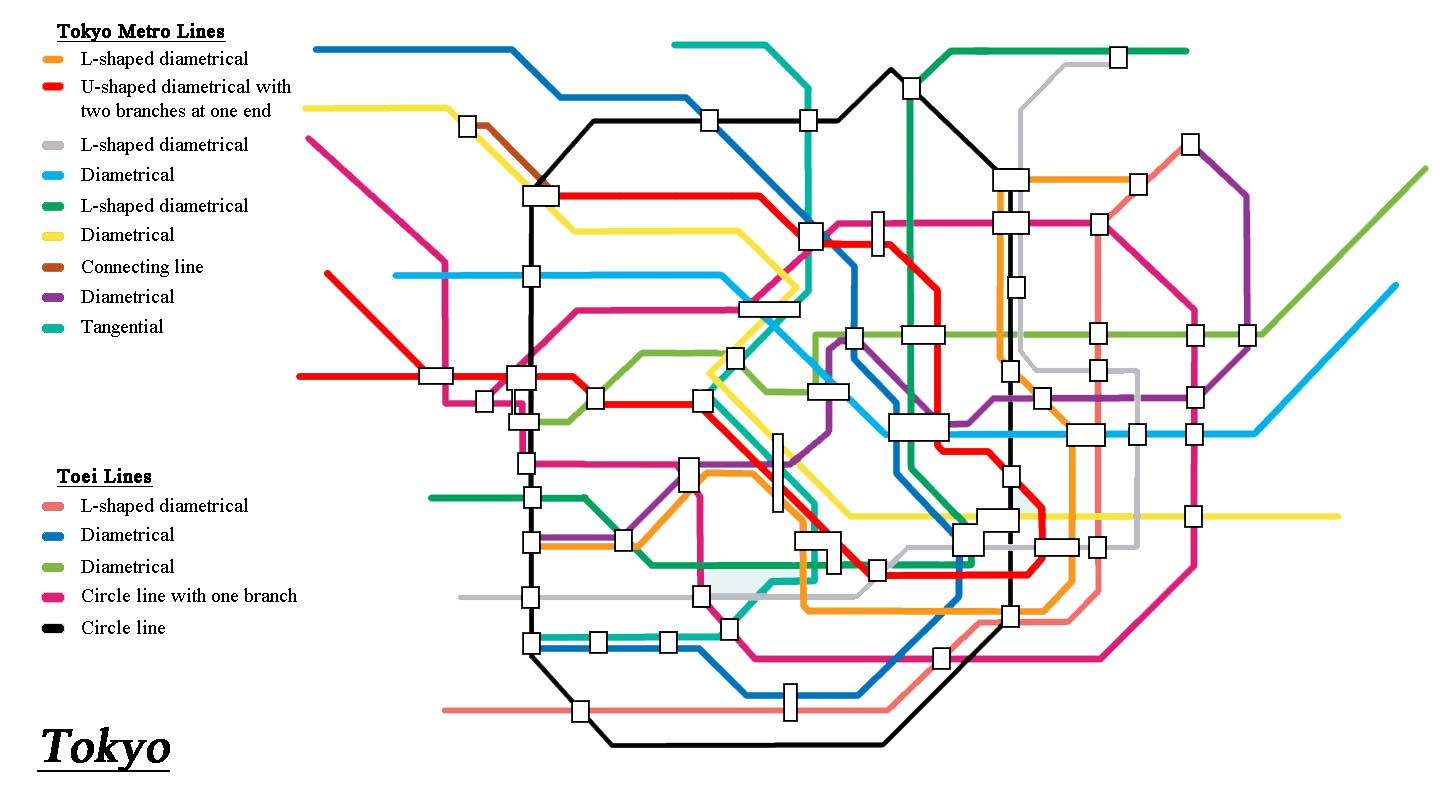 Tokyo Metro Lines
L-shaped diametrical
U-shaped diametrical with
two branches at one end
L-shaped diametrical
Diametrical
L-shaped diametrical
Diametrical
Connecting line
Diametrical
Tangential
Toei Lines
L-shaped diametrical
Diametrical
Diametrical
Circle line with one branch
Circle line
Tokyo